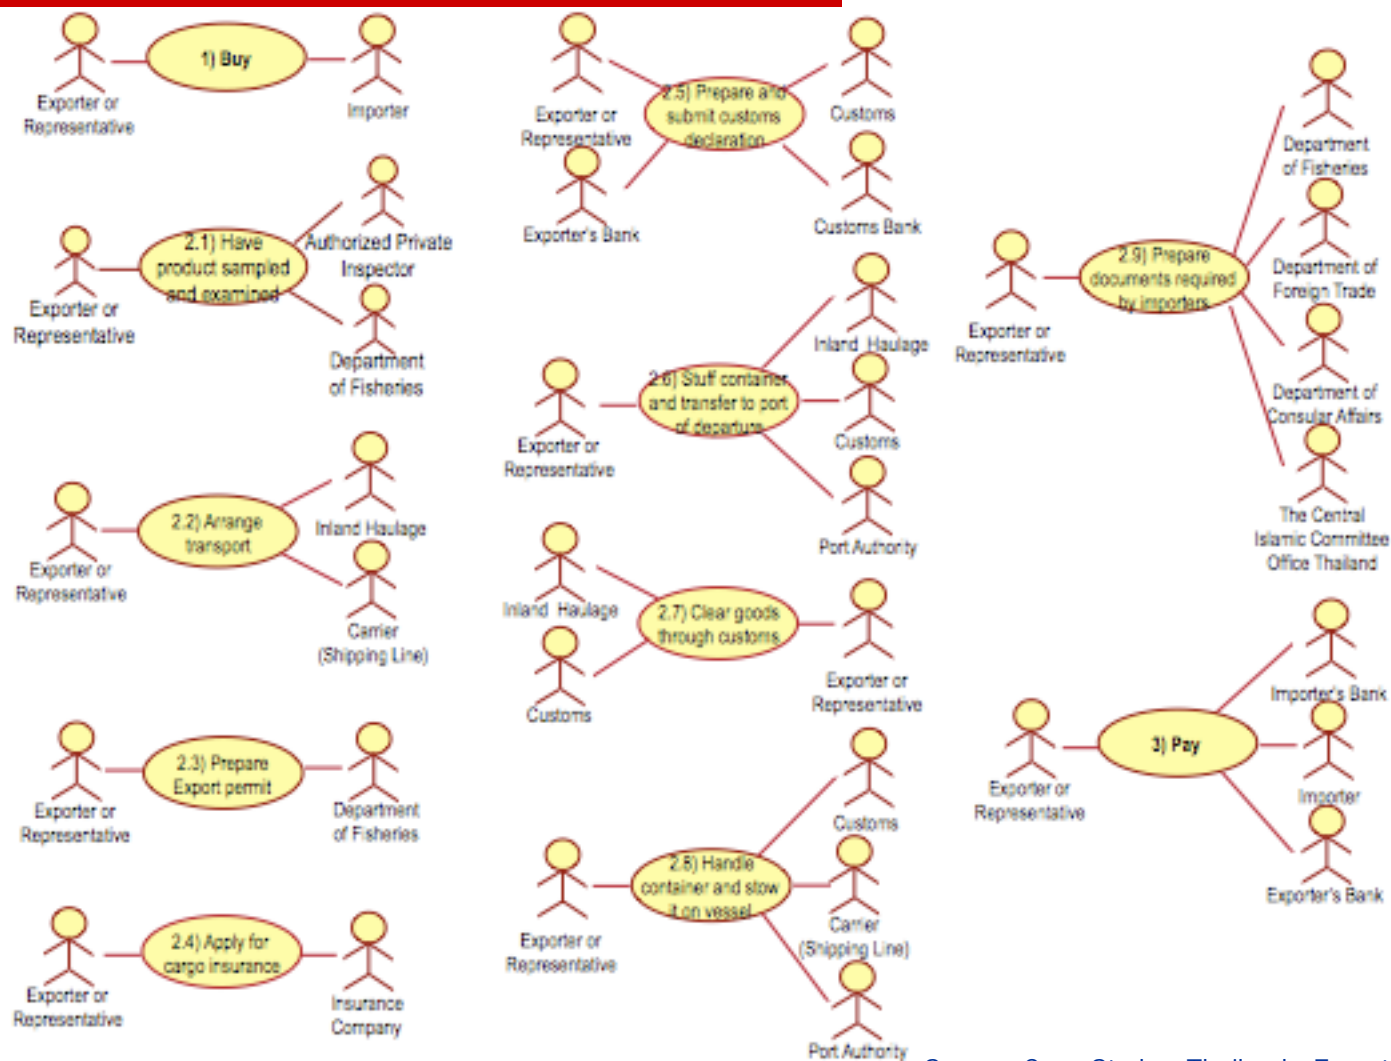 1) Buy
Exporter or
Representative
Importer
2.1) Have
product sampled
and examined
Exporter or
Representative
Authorized Private
Inspector
Department
of Fisheries
2.2) Arrange
transport
Exporter or
Representative
Inland Haulage
Carrier
(Shipping Line)
2.3) Prepare
Export permit
Exporter or
Representative
Department
of Fisheries
2.4) Apply for
cargo insurance
Exporter or
Representative
Insurance
Company
2.5) Prepare and
submit customs
declaration
Exporter or
Representative
Exporter's Bank
Customs
Customs Bank
2.6) Stuff container
and transfer to port
of departure
Exporter or
Representative
Inland Haulage
Customs
Port Authority
2.7) Clear goods
through customs
Inland Haulage
Customs
Exporter or
Representative
2.8) Handle
container and stow
it on vessel
Exporter or
Representative
Customs
Carrier
(Shipping Line)
Port Authority
2.9) Prepare
documents required
by importers
Exporter or
Representative
Department
of Fisheries
Department of
Foreign Trade
Department of
Consular Affairs
The Central
Islamic Committee
Office Thailand
3) Pay
Exporter or
Representative
Importer's Bank
Importer
Exporter's Bank